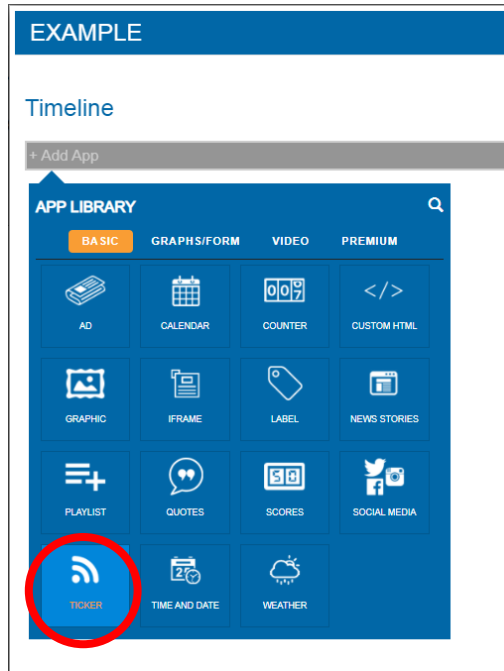 EXAMPLE
Timeline
+ Add App
APP LIBRARY
BASIC GRAPHS/FORM VIDEO PREMIUM
AD CALENDAR COUNTER CUSTOM HTML
GRAPHIC IFRAME LABEL NEWS STORIES
PLAYLIST QUOTES SCORES SOCIAL MEDIA
TICKER TIME AND DATE WEATHER